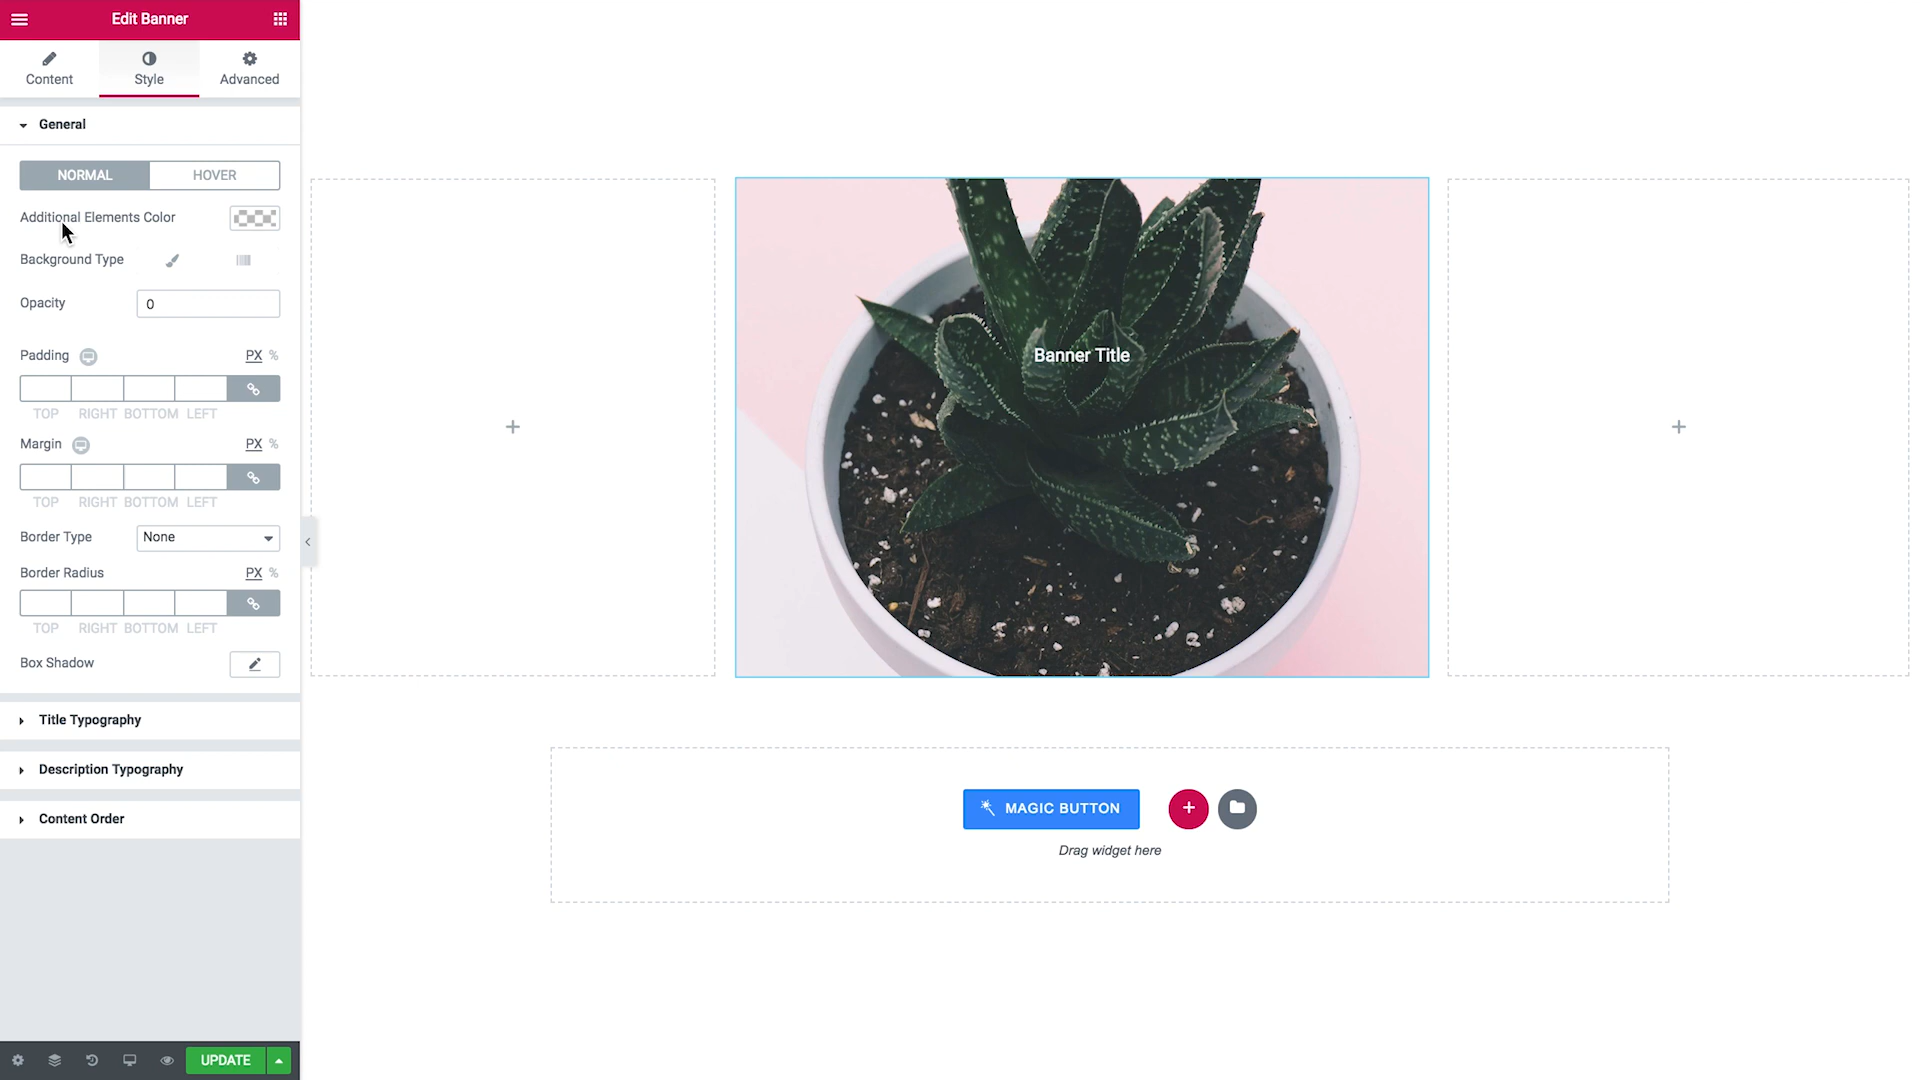 Edit Banner
Content
Style
Advanced
General
NORMAL
HOVER
Additional Elements Color
Background Type
Opacity
0
Padding
PX %
TOP RIGHT BOTTOM LEFT
Margin
PX %
TOP RIGHT BOTTOM LEFT
Border Type
None
Border Radius
PX %
TOP RIGHT BOTTOM LEFT
Box Shadow
Title Typography
Description Typography
Content Order
UPDATE
Banner Title
MAGIC BUTTON
Drag widget here